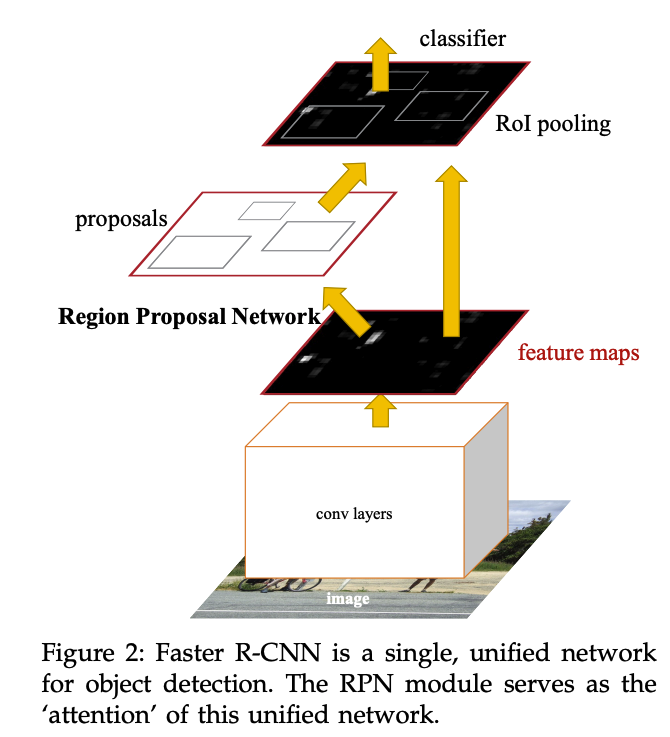 classifier
RoI pooling
proposals
Region Proposal Network
feature maps
conv layers
image
Figure 2: Faster R-CNN is a single, unified network
for object detection. The RPN module serves as the
‘attention’ of this unified network.